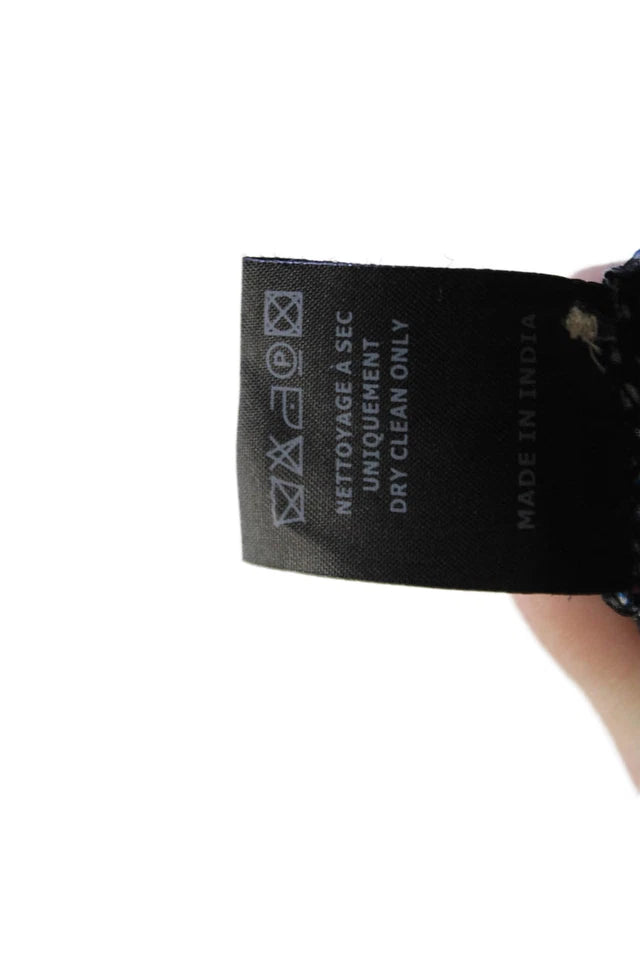 NETTOYAGE À SEC
UNIQUEMENT
DRY CLEAN ONLY
MADE IN INDIA
P